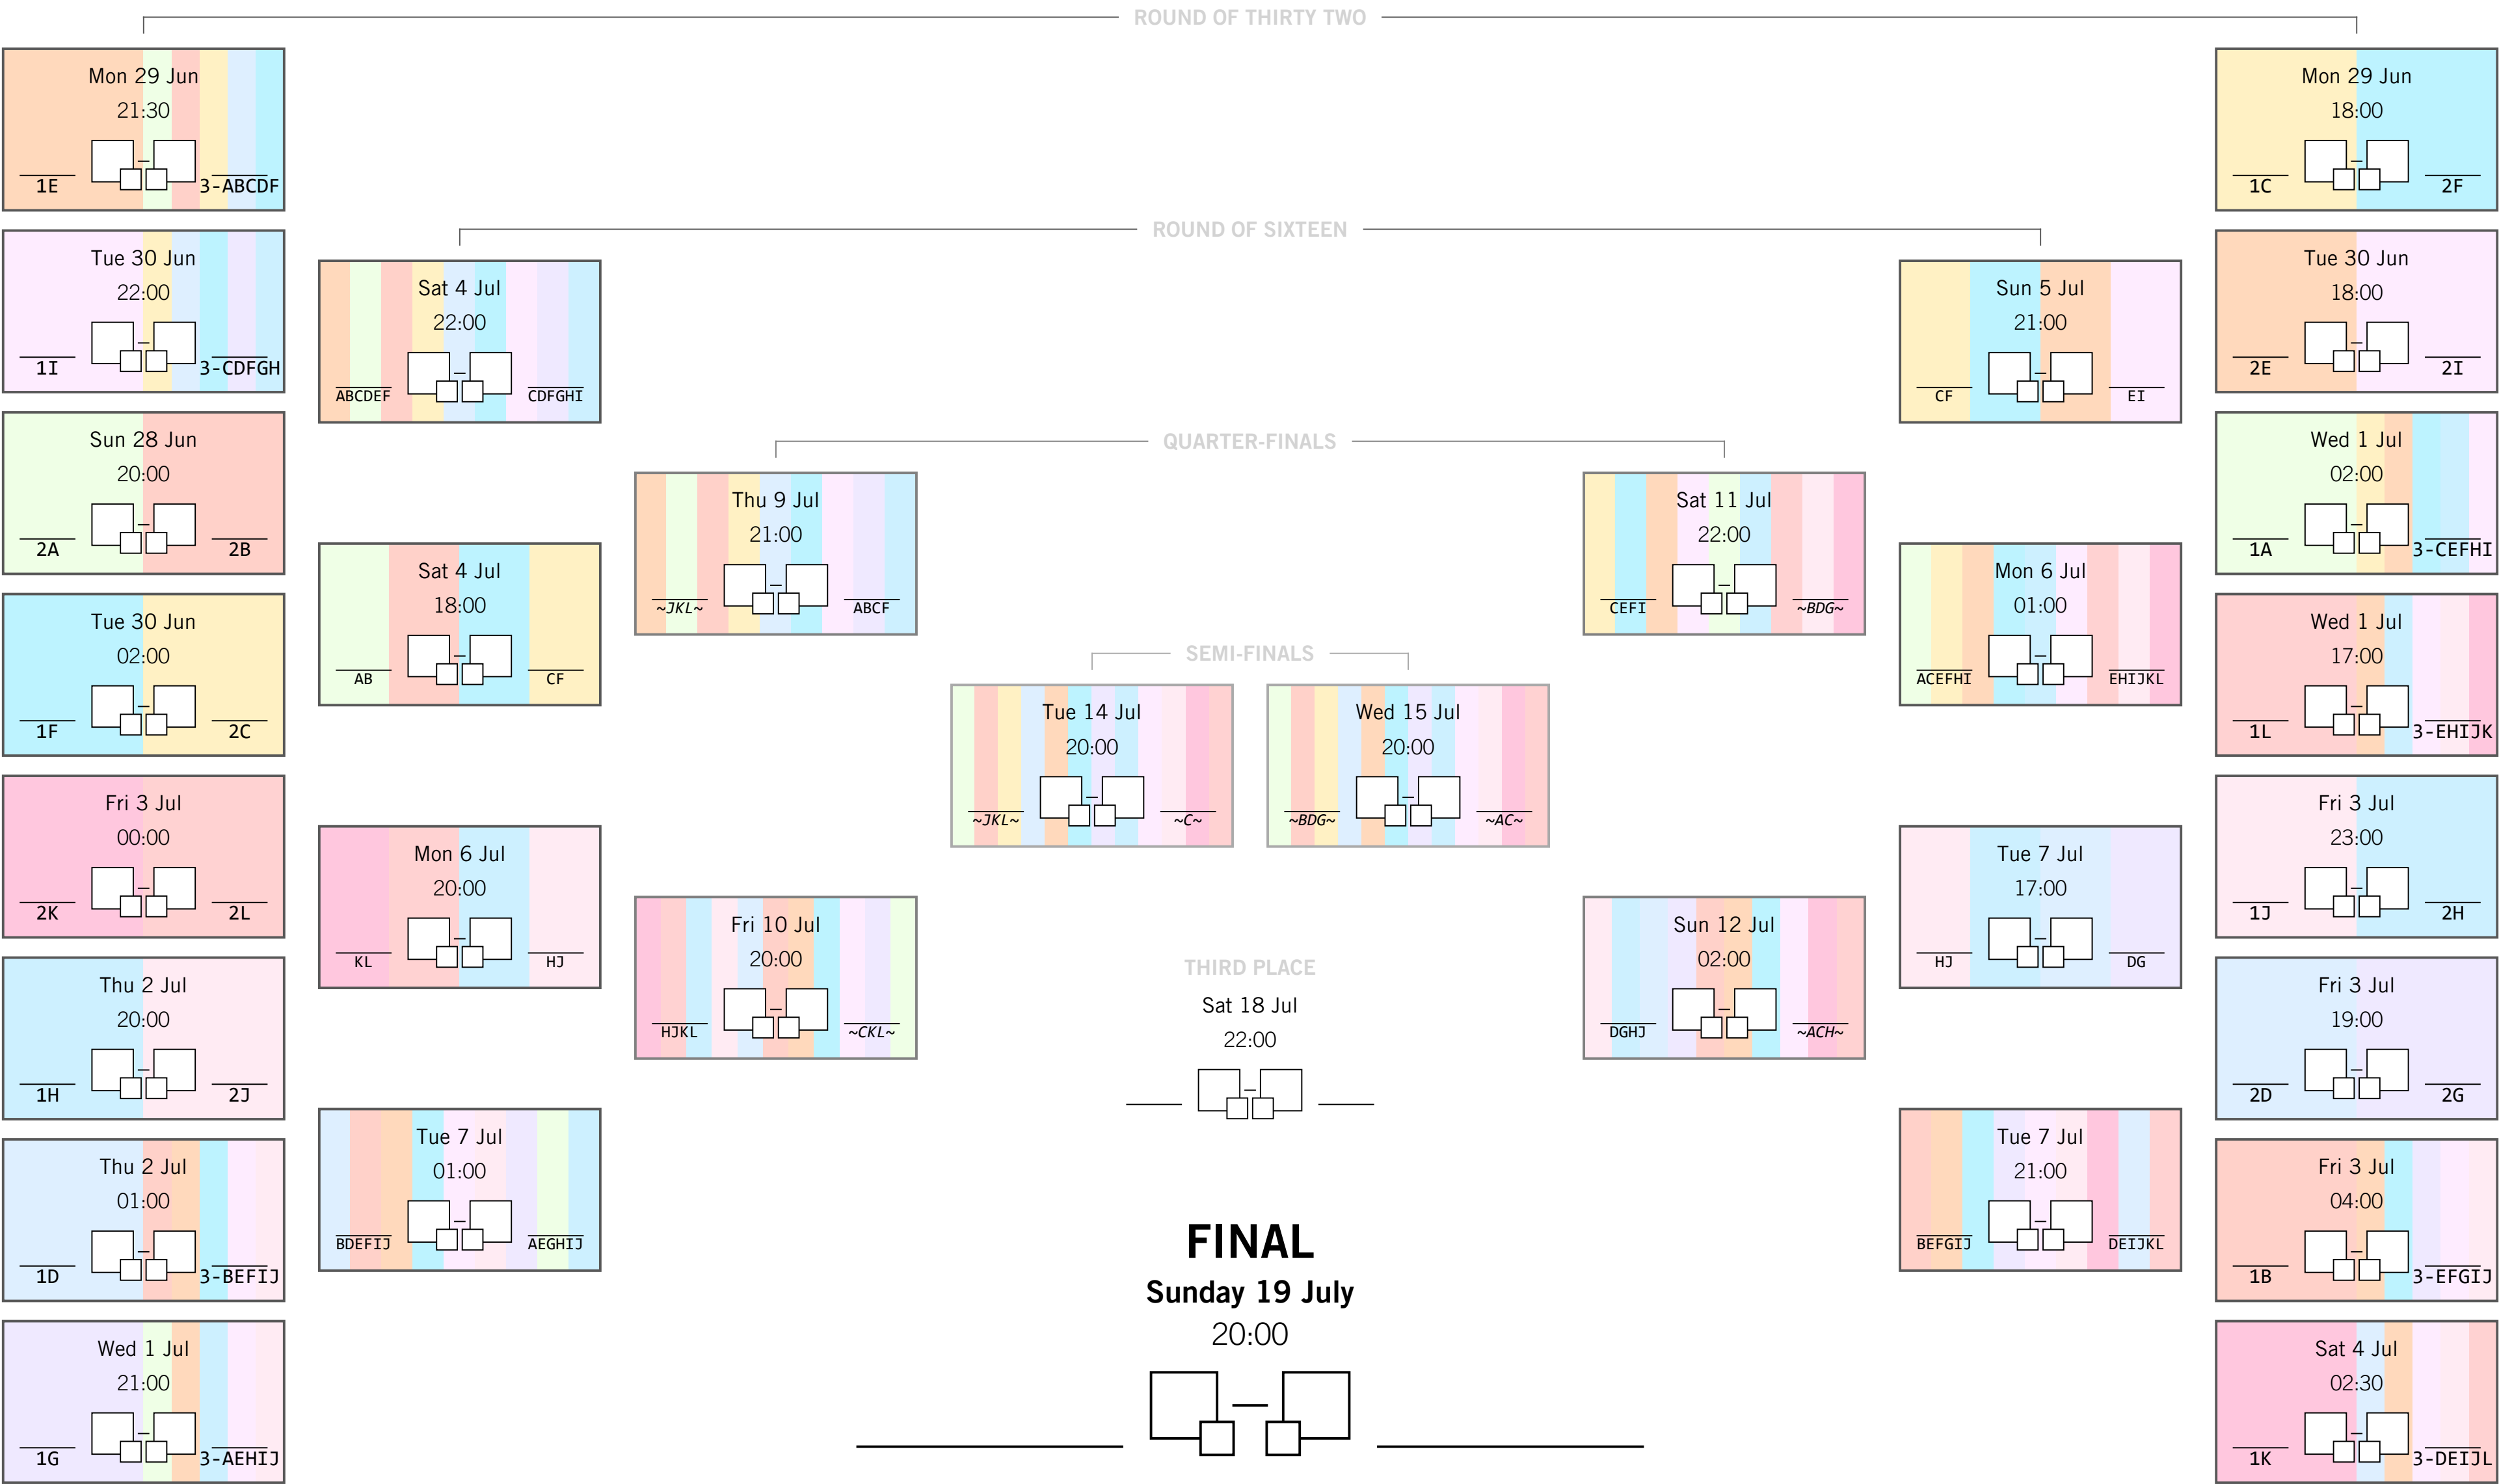 ROUND OF THIRTY TWO
Mon 29 Jun
21:30
–
1E
3-ABCDF
Tue 30 Jun
22:00
–
1I
3-CDFGH
Sun 28 Jun
20:00
–
2A
2B
Tue 30 Jun
02:00
–
1F
2C
Fri 3 Jul
00:00
–
2K
2L
Thu 2 Jul
20:00
–
1H
2J
Thu 2 Jul
01:00
–
1D
3-BEFIJ
Wed 1 Jul
21:00
–
1G
3-AEHIJ
Mon 29 Jun
18:00
–
1C
2F
Tue 30 Jun
18:00
–
2E
2I
Wed 1 Jul
02:00
–
1A
3-CEFHI
Wed 1 Jul
17:00
–
1L
3-EHIJK
Fri 3 Jul
23:00
–
1J
2H
Fri 3 Jul
19:00
–
2D
2G
Fri 3 Jul
04:00
–
1B
3-EFGIJ
Sat 4 Jul
02:30
–
1K
3-DEIJL
ROUND OF SIXTEEN
Sat 4 Jul
22:00
–
ABCDEF
CDFGHI
Sat 4 Jul
18:00
–
AB
CF
Mon 6 Jul
20:00
–
KL
HJ
Tue 7 Jul
01:00
–
BDEFIJ
AEGHIJ
Sun 5 Jul
21:00
–
CF
EI
Mon 6 Jul
01:00
–
ACEFHI
EHIJKL
Tue 7 Jul
17:00
–
HJ
DG
Tue 7 Jul
21:00
–
BEFGIJ
DEIJKL
QUARTER-FINALS
Thu 9 Jul
21:00
–
~JKL~
ABCF
Fri 10 Jul
20:00
–
HJKL
~CKL~
Sat 11 Jul
22:00
–
CEFI
~BDG~
Sun 12 Jul
02:00
–
DGHJ
~ACH~
SEMI-FINALS
Tue 14 Jul
20:00
–
~JKL~
~C~
Wed 15 Jul
20:00
–
~BDG~
~AC~
THIRD PLACE
Sat 18 Jul
22:00
–
FINAL
Sunday 19 July
20:00
–